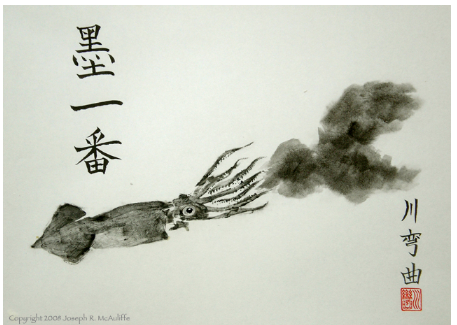 墨一番
川弯曲
Copyright 2008 Joseph R. McAuliffe